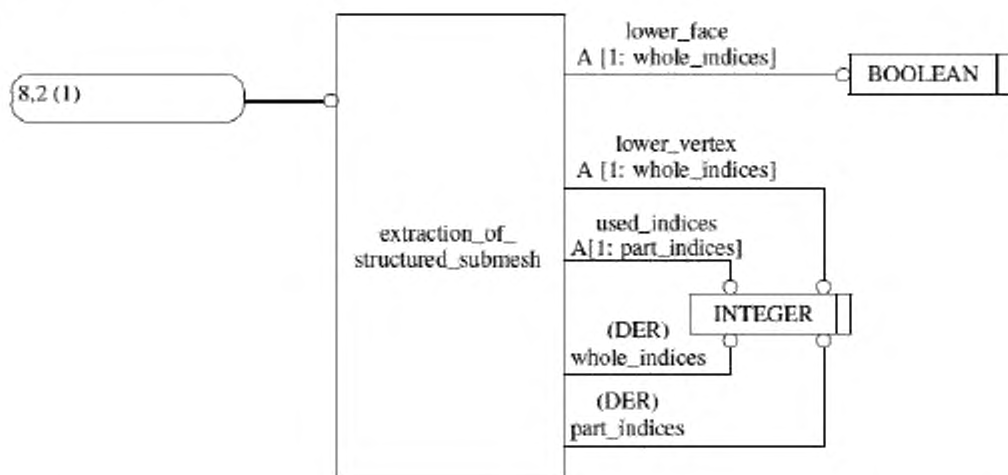 8,2 (1)
extraction_of_
structured_submesh
lower_face
A [1: whole_indices]
BOOLEAN
lower_vertex
A [1: whole_indices]
used_indices
A[1: part_indices]
INTEGER
(DER)
whole_indices
(DER)
part_indices